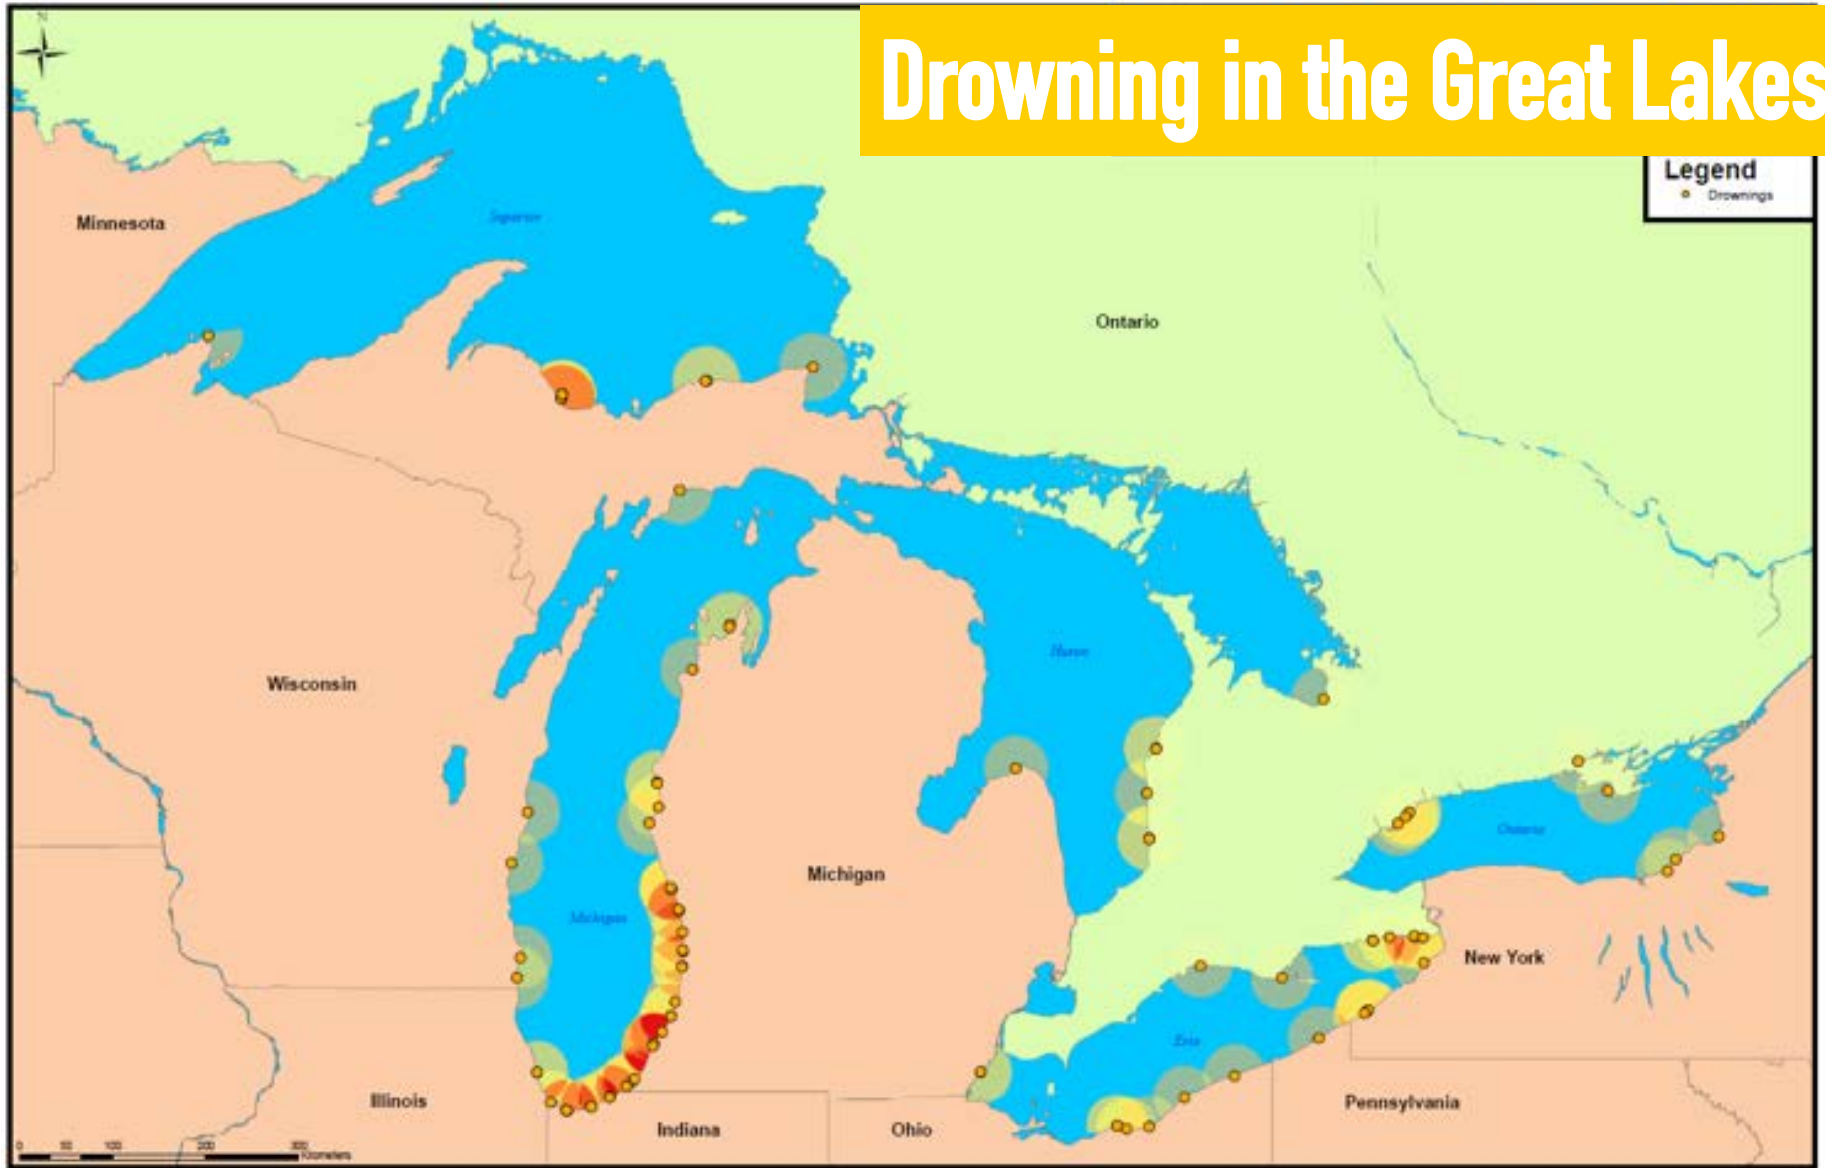 N
Drowning in the Great Lakes
Legend
Drownings
Minnesota
Superior
Ontario
Huron
Wisconsin
Michigan
Ontario
Michigan
New York
Erie
Illinois
Indiana
Ohio
Pennsylvania
0 50 100 200 300
Kilometers